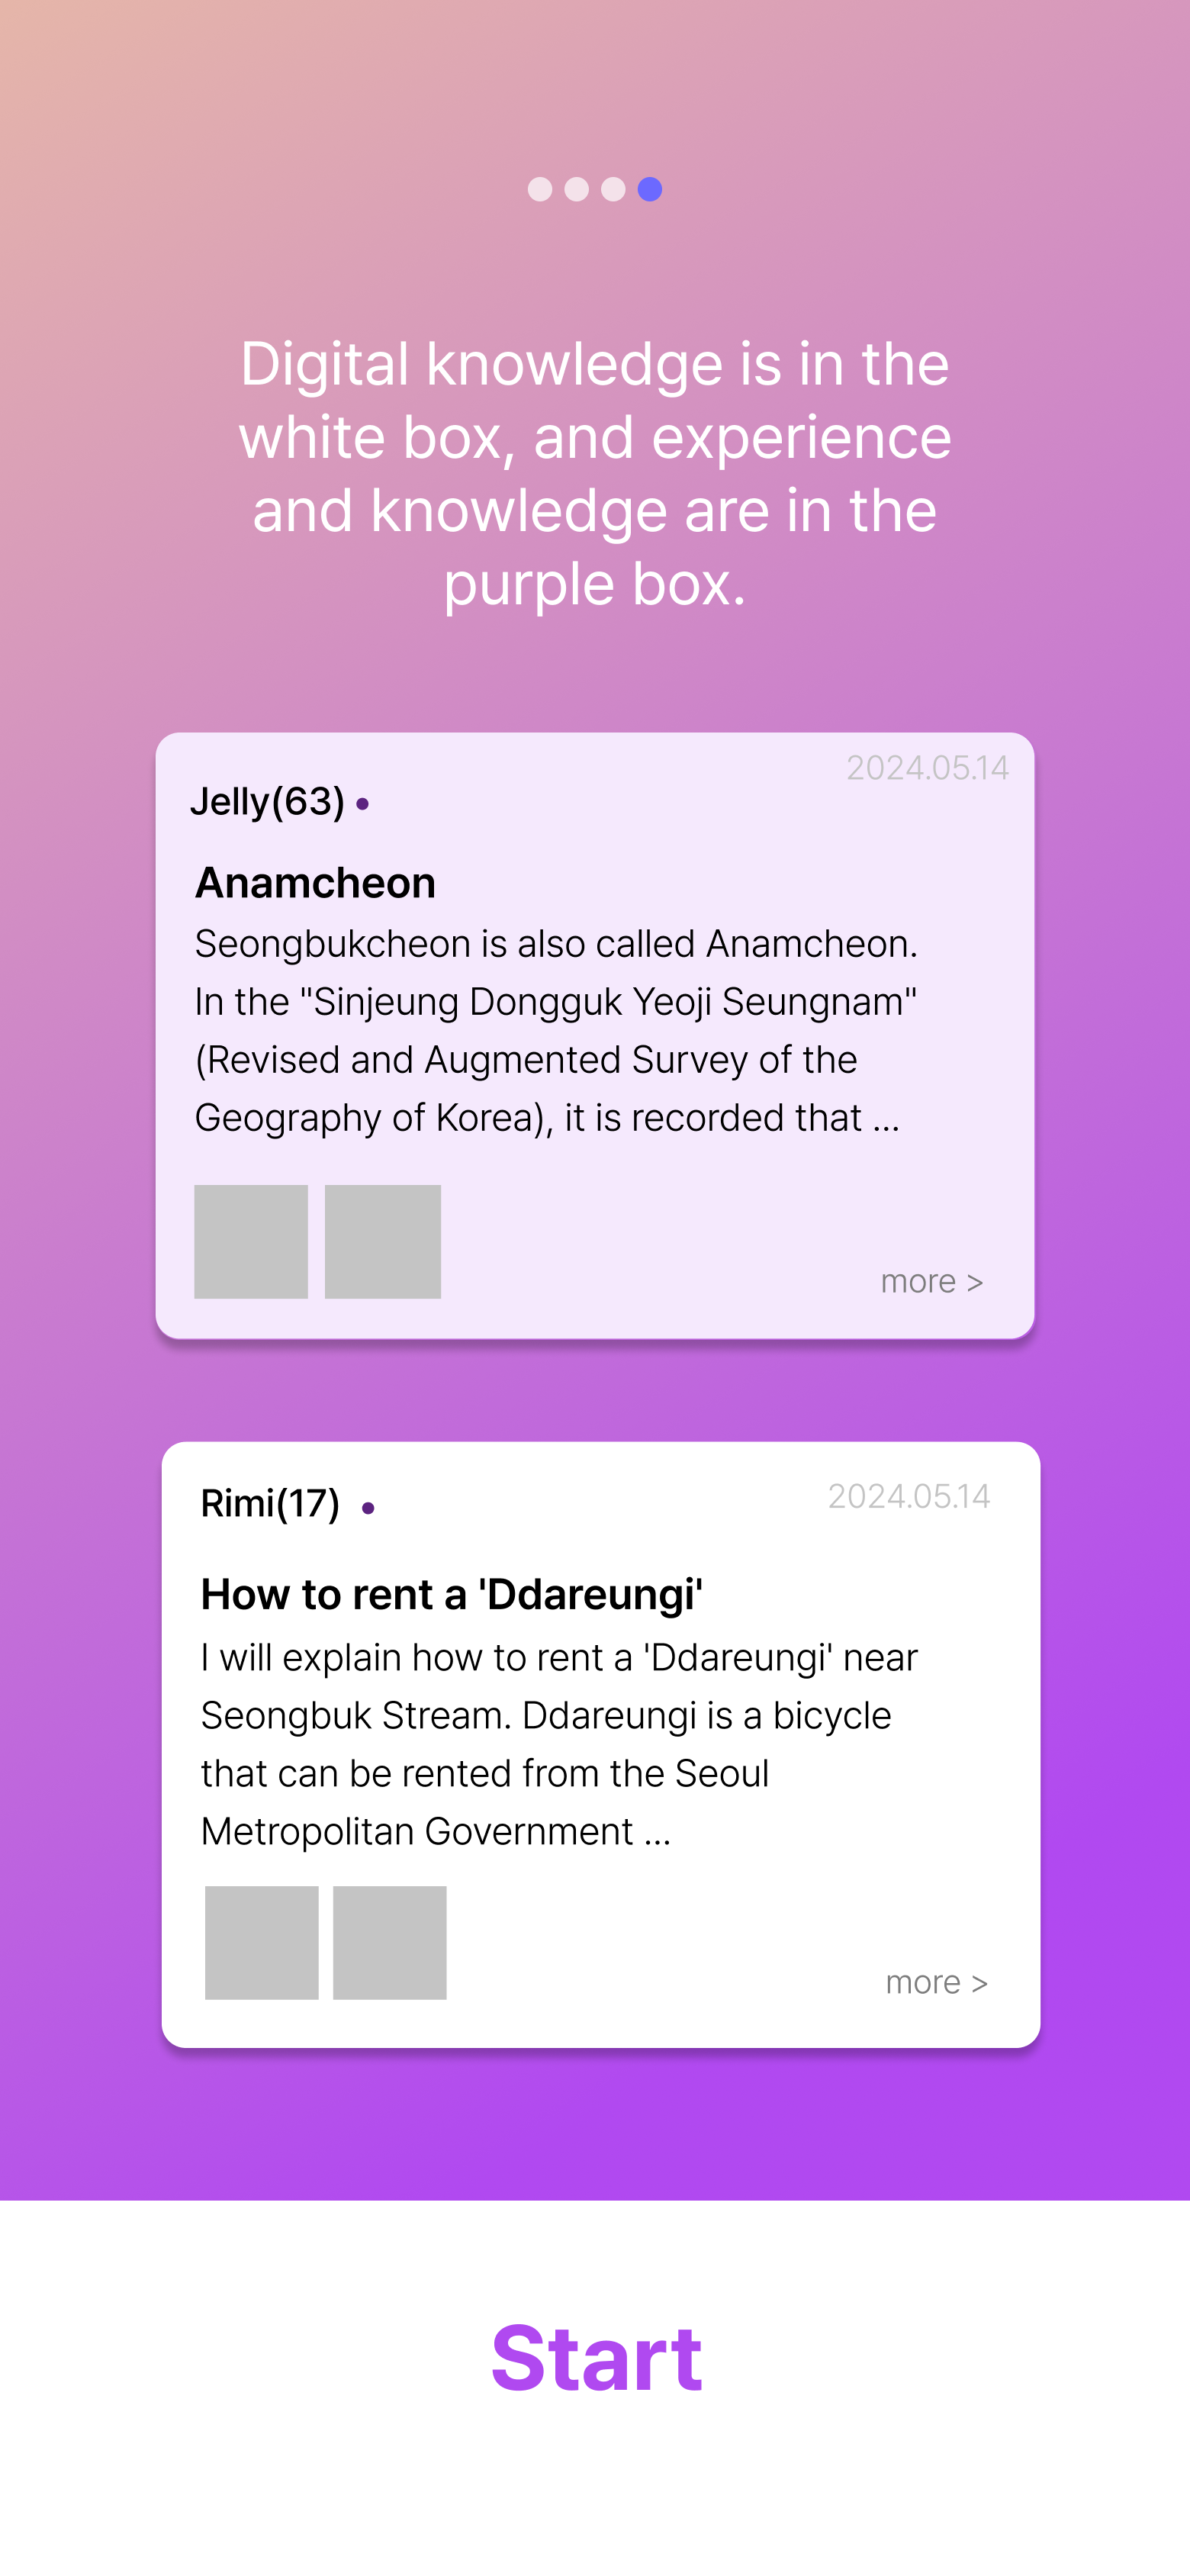 Digital knowledge is in the
white box, and experience
and knowledge are in the
purple box.
2024.05.14
Jelly(63)
Anamcheon
Seongbukcheon is also called Anamcheon.
In the "Sinjeung Dongguk Yeoji Seungnam"
(Revised and Augmented Survey of the
Geography of Korea), it is recorded that ...
more >
Rimi(17)
2024.05.14
How to rent a 'Ddareungi'
I will explain how to rent a 'Ddareungi' near
Seongbuk Stream. Ddareungi is a bicycle
that can be rented from the Seoul
Metropolitan Government ...
more >
Start